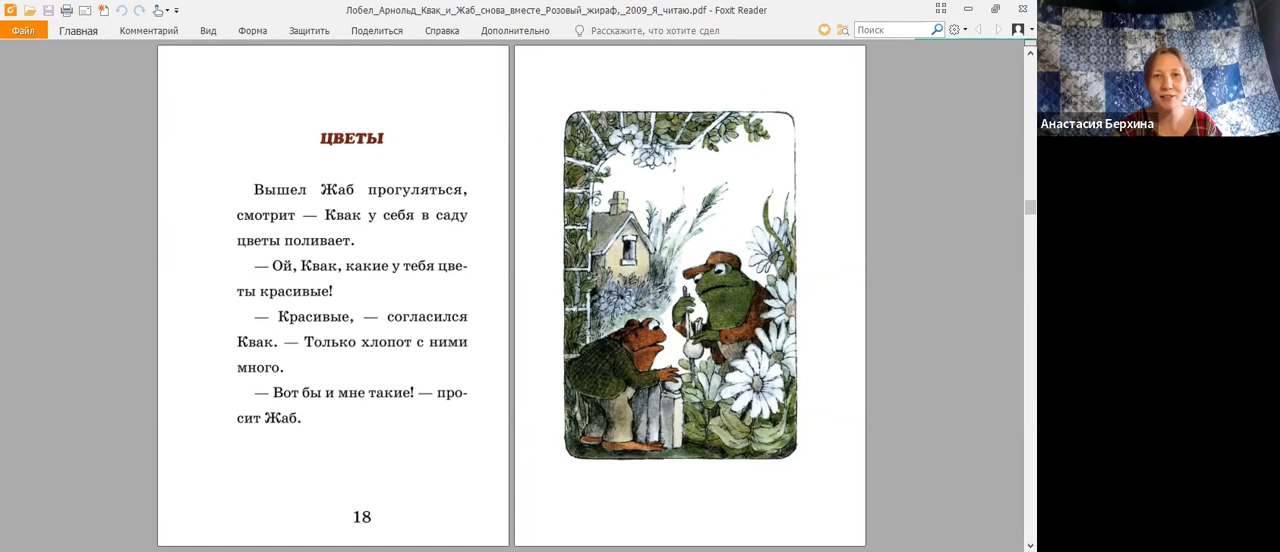 Лобел_Арнольд_Квак_и_Жаб_снова_вместе_Розовый_жираф,_2009_Я_читаю.pdf - Foxit Reader
Файл Главная Комментарий Вид Форма Защитить Поделиться Справка Дополнительно Расскажите, что хотите сдел Поиск
Анастасия Берхина
ЦВЕТЫ
Вышел Жаб прогуляться,
смотрит — Квак у себя в саду
цветы поливает.
— Ой, Квак, какие у тебя цве-
ты красивые!
— Красивые, — согласился
Квак. — Только хлопот с ними
много.
— Вот бы и мне такие! — про-
сит Жаб.
18